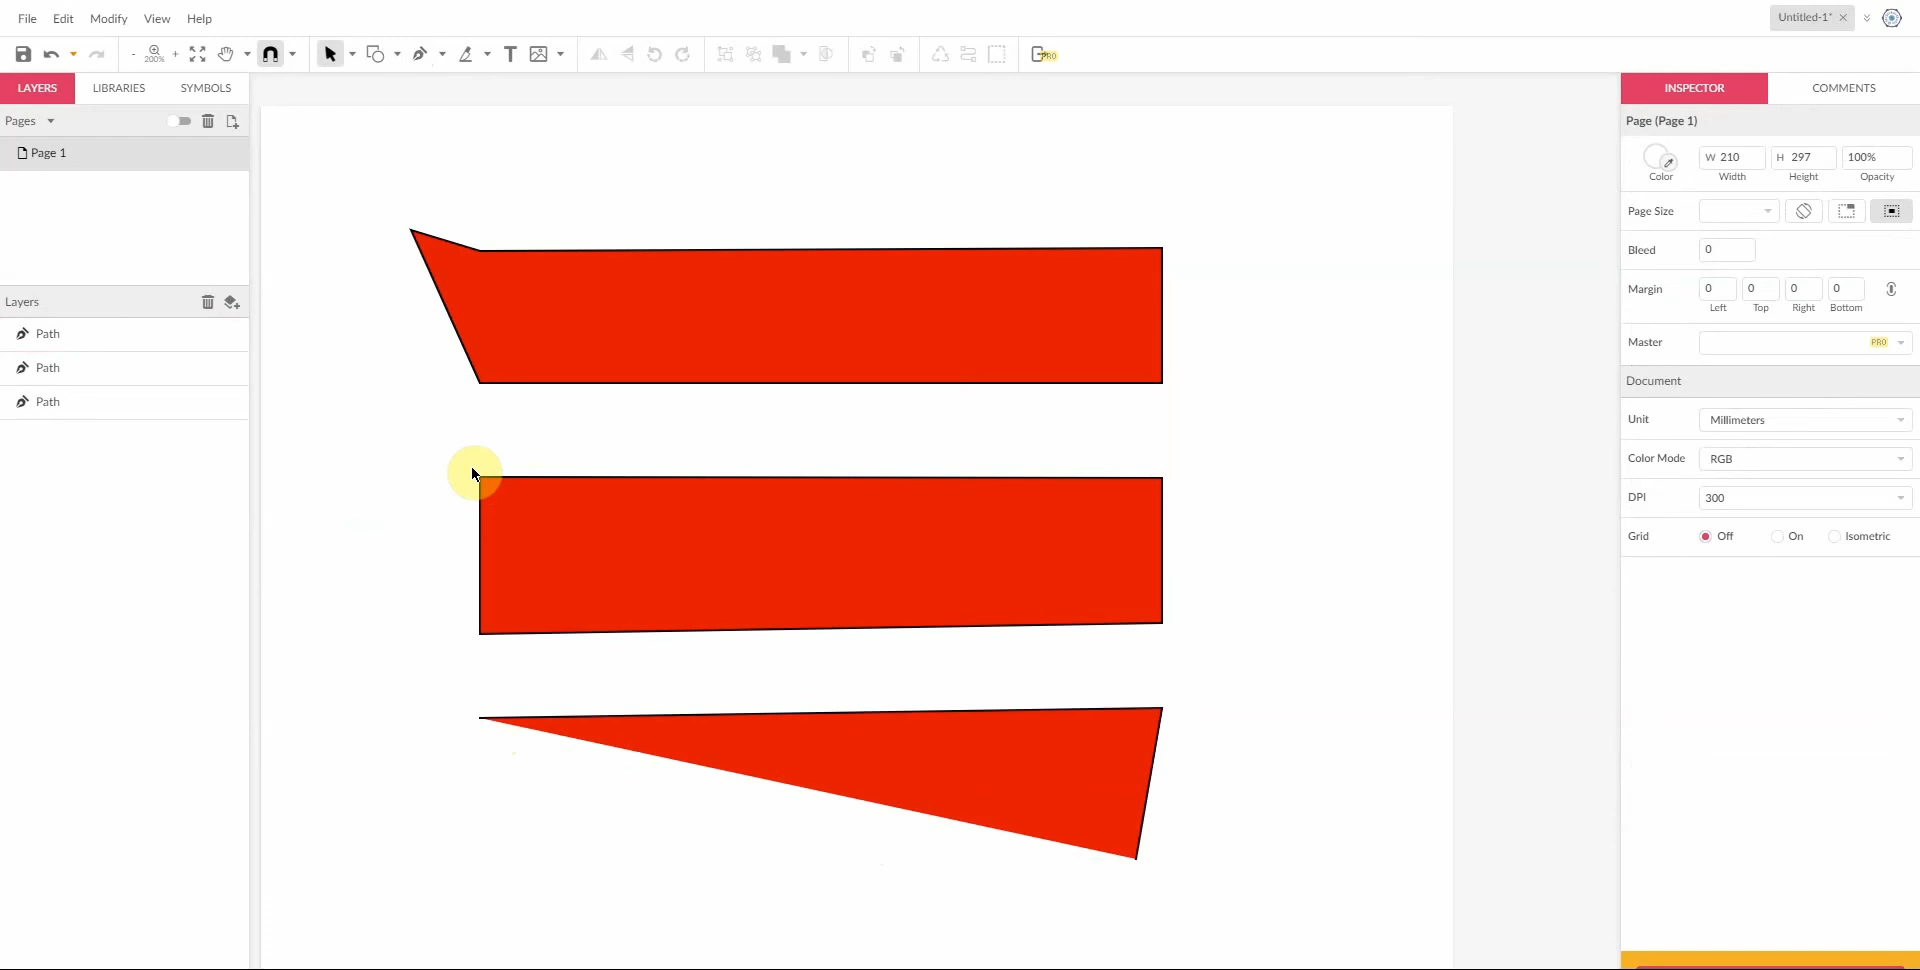 File Edit Modify View Help
Untitled-1*
200%
T
PRO
LAYERS LIBRARIES SYMBOLS
INSPECTOR COMMENTS
Pages
Page (Page 1)
Page 1
W 210 H 297 100%
Color Width Height Opacity
Page Size
Bleed 0
Margin 0 0 0 0
Left Top Right Bottom
Layers
Path
Path
Path
Master PRO
Document
Unit Millimeters
Color Mode RGB
DPI 300
Grid Off On Isometric